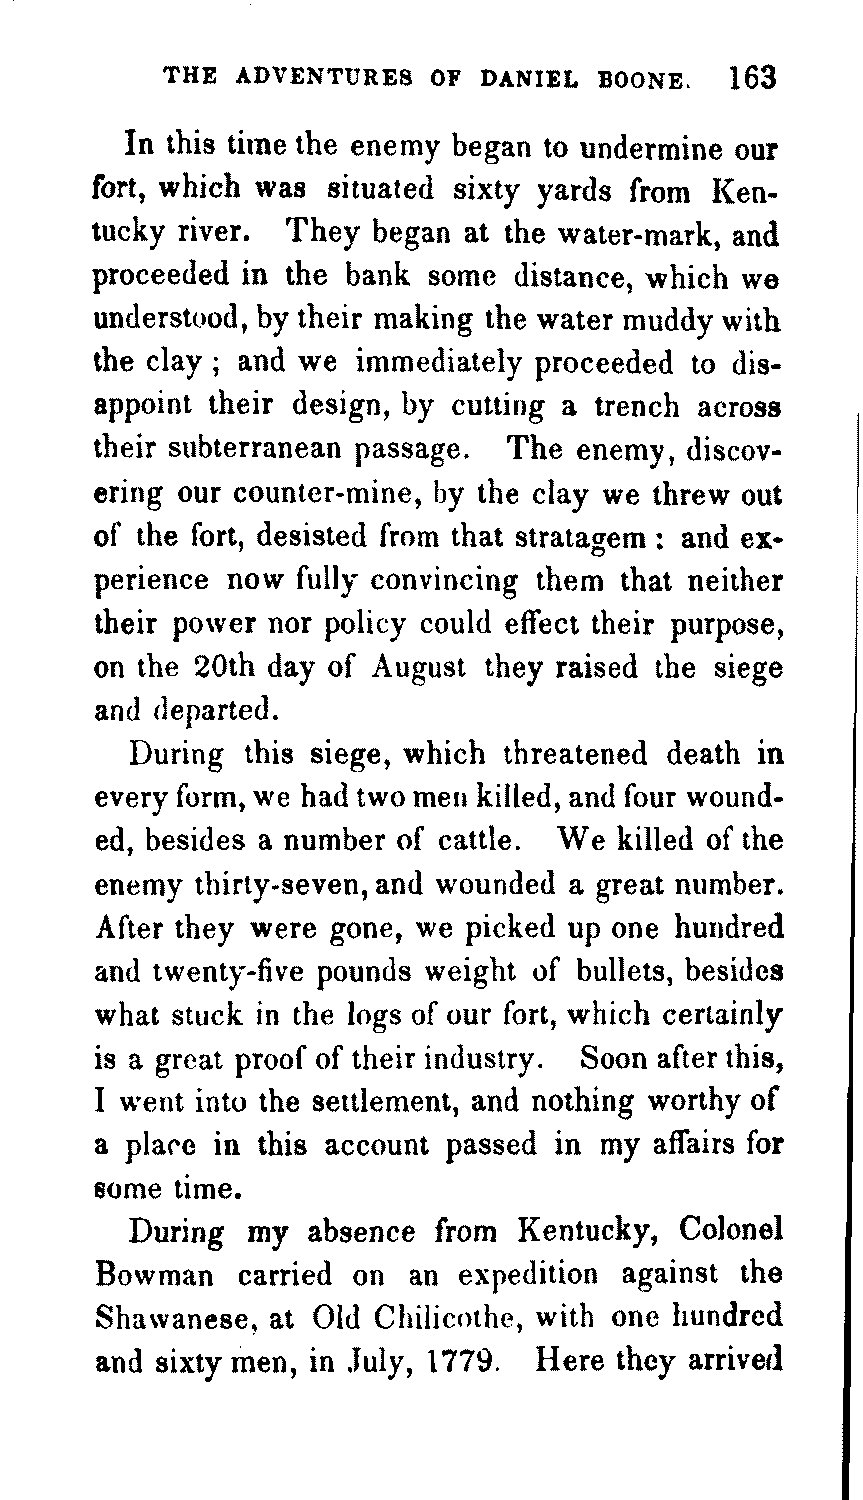 THE ADVENTURES OF DANIEL BOONE. 163
In this time the enemy began to undermine our
fort, which was situated sixty yards from Ken-
tucky river. They began at the water-mark, and
proceeded in the bank some distance, which we
understood, by their making the water muddy with
the clay ; and we immediately proceeded to dis-
appoint their design, by cutting a trench across
their subterranean passage. The enemy, discov-
ering our counter-mine, by the clay we threw out
of the fort, desisted from that stratagem : and ex-
perience now fully convincing them that neither
their power nor policy could effect their purpose,
on the 20th day of August they raised the siege
and departed.
During this siege, which threatened death in
every form, we had two men killed, and four wound-
ed, besides a number of cattle. We killed of the
enemy thirty-seven, and wounded a great number.
After they were gone, we picked up one hundred
and twenty-five pounds weight of bullets, besides
what stuck in the logs of our fort, which certainly
is a great proof of their industry. Soon after this,
I went into the settlement, and nothing worthy of
a place in this account passed in my affairs for
some time.
During my absence from Kentucky, Colonel
Bowman carried on an expedition against the
Shawanese, at Old Chilicothe, with one hundred
and sixty men, in July, 1779. Here they arrived